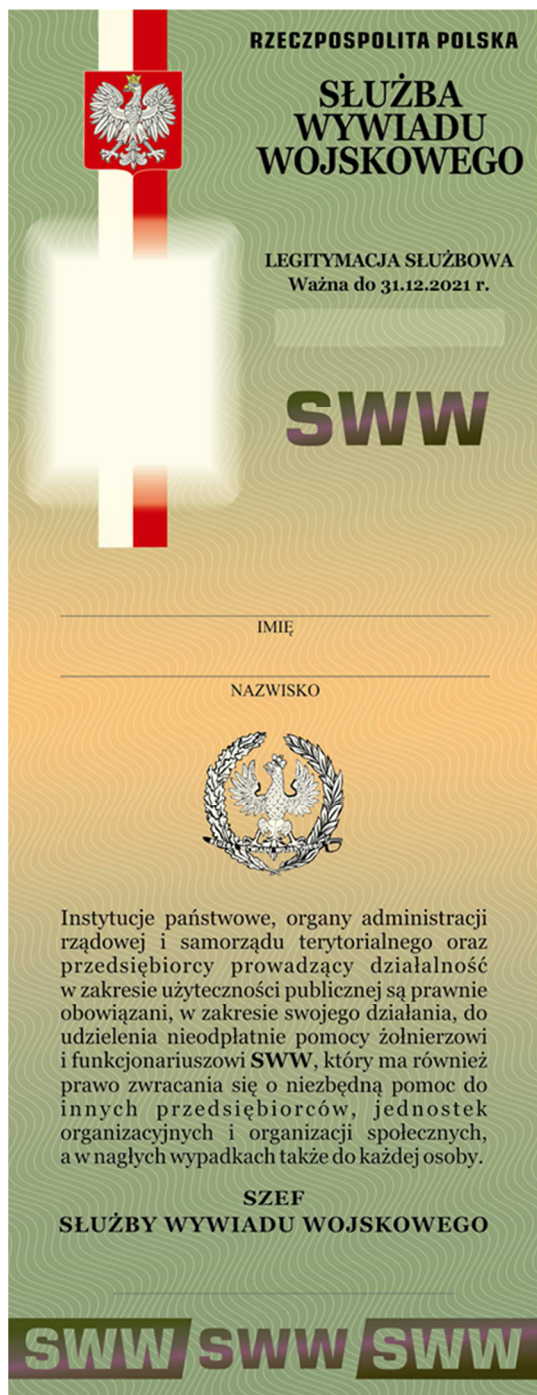 RZECZPOSPOLITA POLSKA
SŁUŻBA
WYWIADU
WOJSKOWEGO
LEGITYMACJA SŁUŻBOWA
Ważna do 31.12.2021 r.
SWW
IMIĘ
NAZWISKO
Instytucje państwowe, organy administracji
rządowej i samorządu terytorialnego oraz
przedsiębiorcy prowadzący działalność
w zakresie użyteczności publicznej są prawnie
obowiązani, w zakresie swojego działania, do
udzielenia nieodpłatnie pomocy żołnierzowi
i funkcjonariuszowi SWW, który ma również
prawo zwracania się o niezbędną pomoc do
innych przedsiębiorców, jednostek
organizacyjnych i organizacji społecznych,
a w nagłych wypadkach także do każdej osoby.
SZEF
SŁUŻBY WYWIADU WOJSKOWEGO
SWW SWW SWW